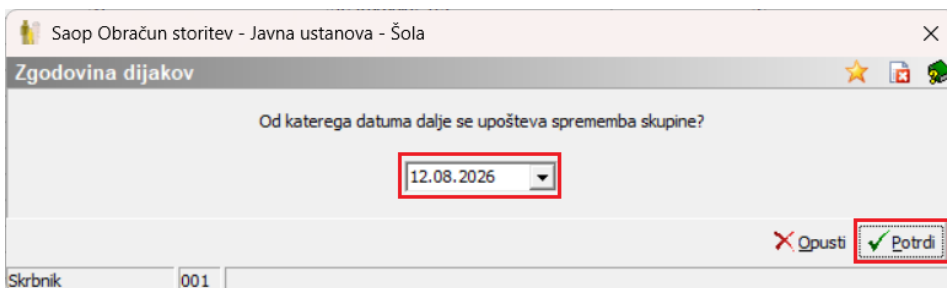 Saop Obračun storitev - Javna ustanova - Šola
Zgodovina dijakov
Od katerega datuma dalje se upošteva sprememba skupine?
12.08.2026
Opusti Potrdi
Skrbnik 001